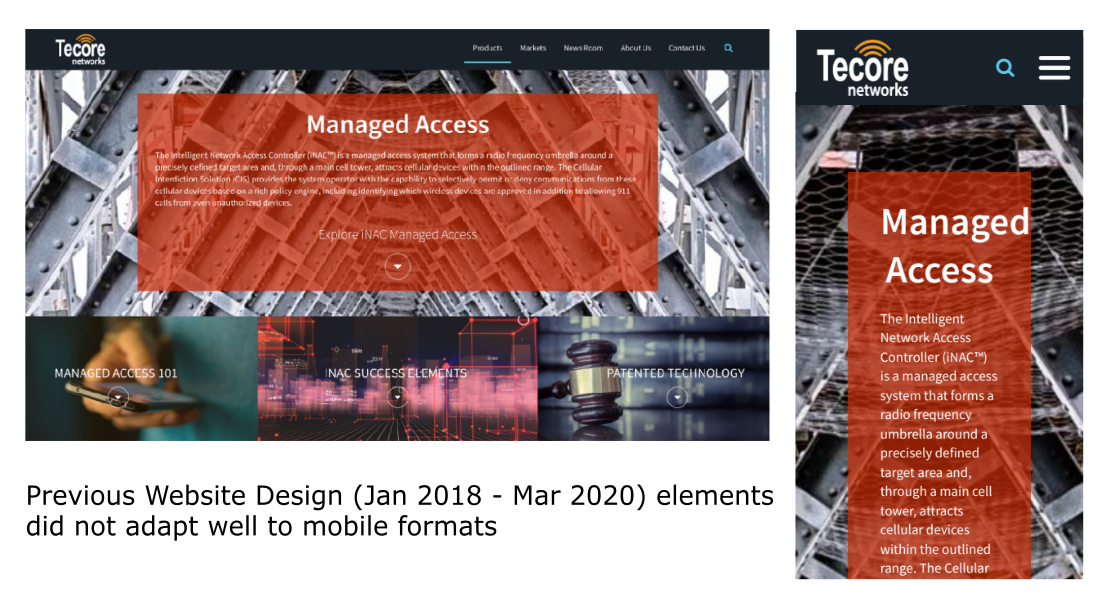 Tecore
networks
Products Markets News Room About Us Contact Us
Managed Access
The Intelligent Network Access Controller (iNAC™) is a managed access system that forms a radio frequency umbrella around a
precisely defined target area and, through a main cell tower, attracts cellular devices within the outlined range. The Cellular
Interdiction Solution (CIS) provides the system operator with the capability to selectively permit or deny communications from these
cellular devices based on a rich policy engine, including identifying which wireless devices are approved in addition to allowing 911
calls from even unauthorized devices.
Explore iNAC Managed Access
MANAGED ACCESS 101
INAC SUCCESS ELEMENTS
PATENTED TECHNOLOGY
Previous Website Design (Jan 2018 - Mar 2020) elements
did not adapt well to mobile formats
Tecore
networks
Managed
Access
The Intelligent
Network Access
Controller (iNAC™)
is a managed access
system that forms a
radio frequency
umbrella around a
precisely defined
target area and,
through a main cell
tower, attracts
cellular devices
within the outlined
range. The Cellular